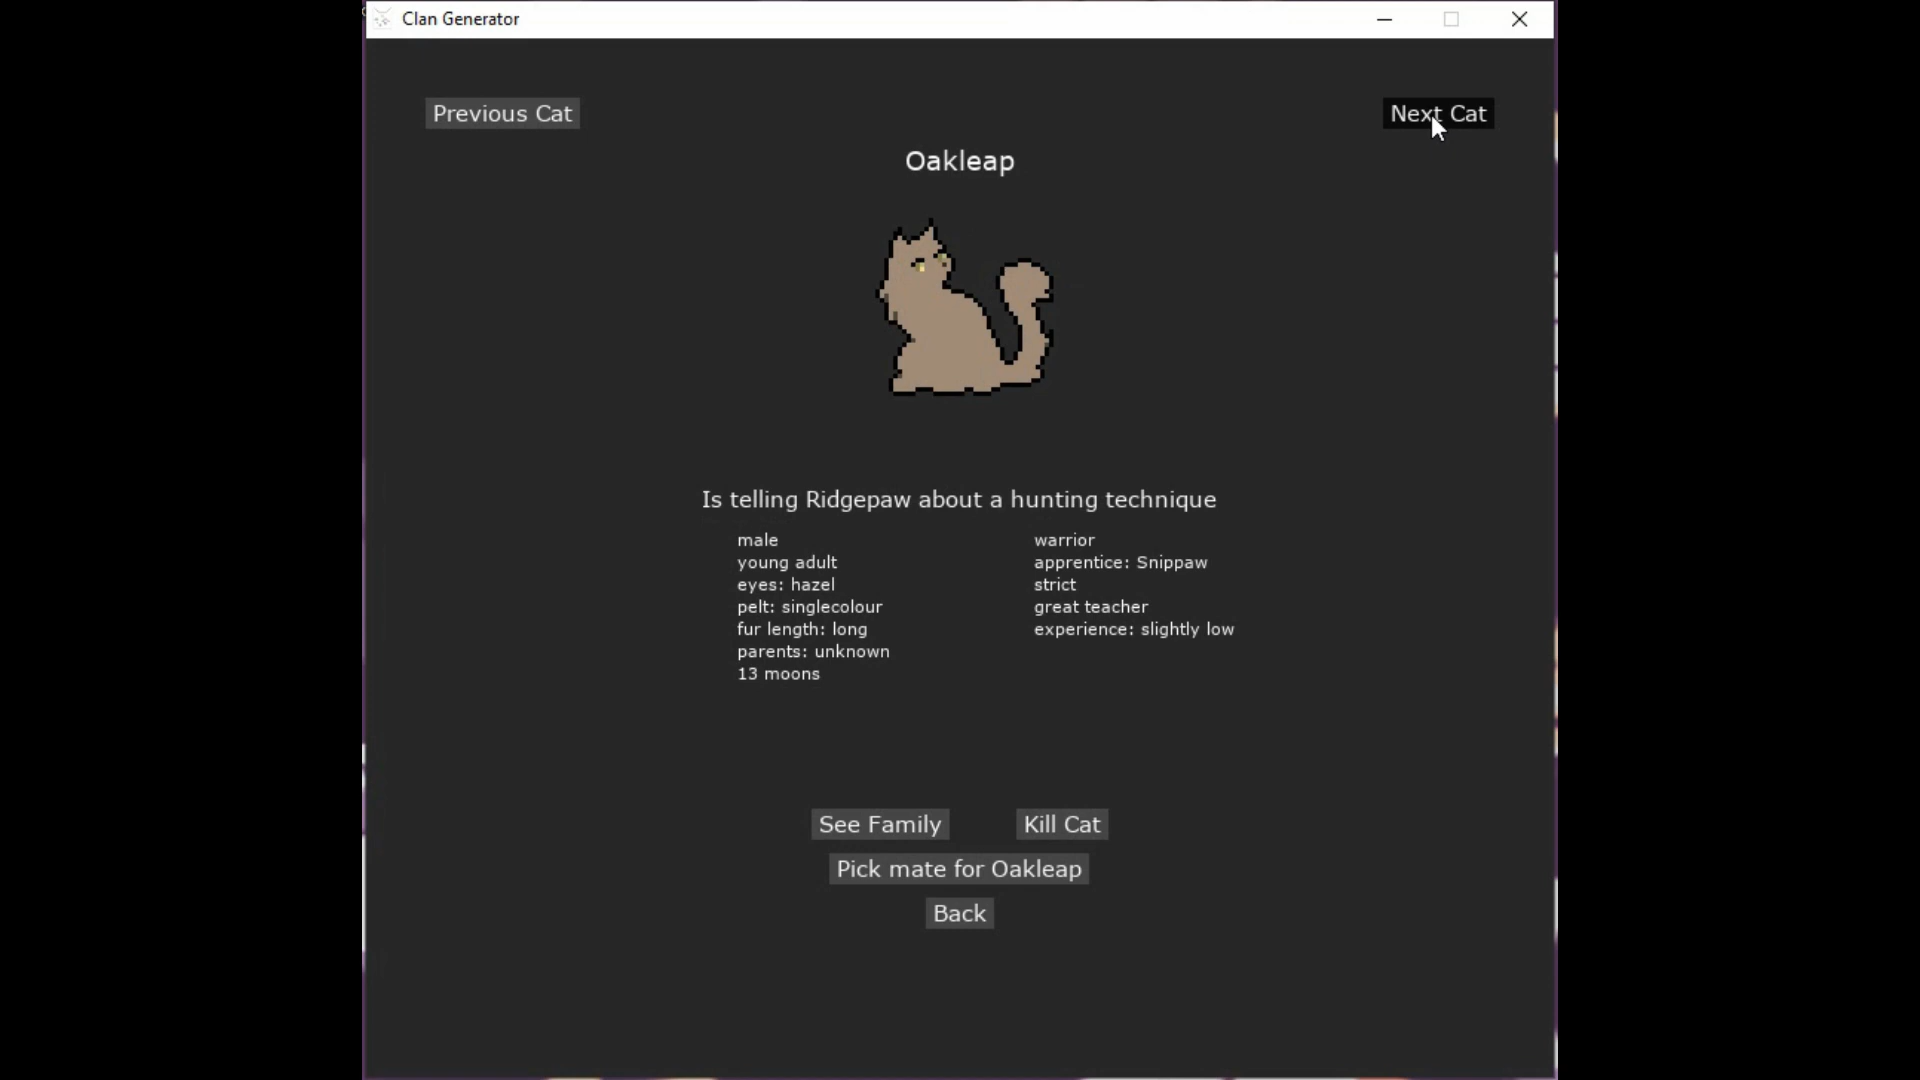 Clan Generator
Previous Cat
Next Cat
Oakleap
Is telling Ridgepaw about a hunting technique
male
young adult
eyes: hazel
pelt: singlecolour
fur length: long
parents: unknown
13 moons
warrior
apprentice: Snippaw
strict
great teacher
experience: slightly low
See Family
Kill Cat
Pick mate for Oakleap
Back